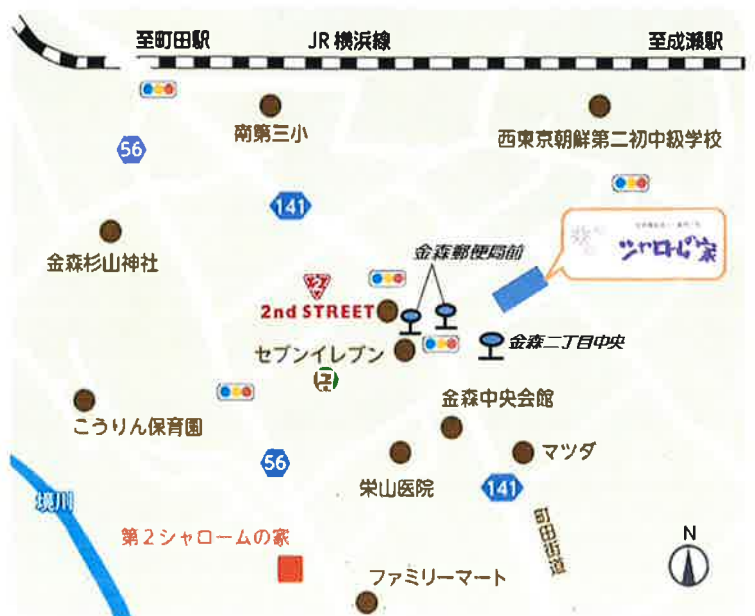 至町田駅
JR 横浜線
至成瀬駅
南第三小
西東京朝鮮第二初中級学校
56
141
金森杉山神社
金森郵便局前
シャロームの家
2nd STREET
セブンイレブン
金森二丁目中央
こうりん保育園
金森中央会館
56
栄山医院
マツダ
141
境川
町田街道
第2シャロームの家
N
ファミリーマート